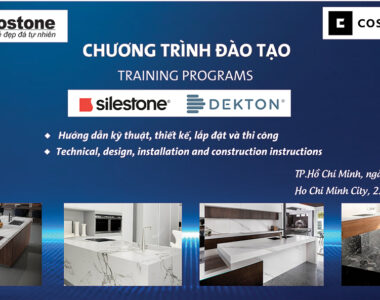 costone
đẹp đá tự nhiên
COS
CHƯƠNG TRÌNH ĐÀO TẠO
TRAINING PROGRAMS
silestone®
DEKTON®
Hướng dẫn kỹ thuật, thiết kế, lắp đặt và thi công
Technical, design, installation and construction instructions
TP.Hồ Chí Minh, ngà
Ho Chi Minh City, 2